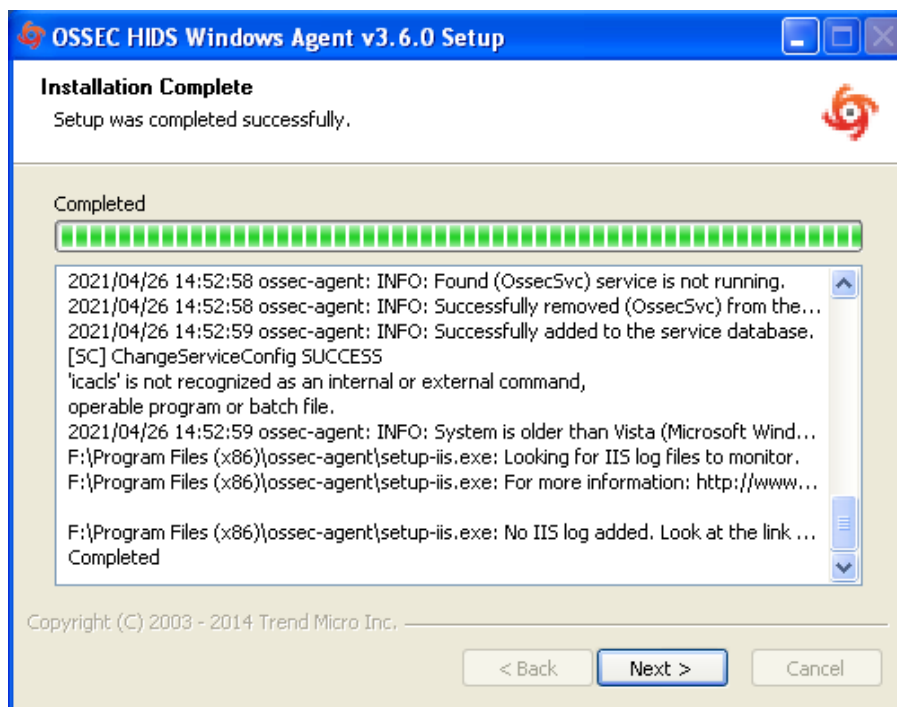 OSSEC HIDS Windows Agent v3.6.0 Setup
Installation Complete
Setup was completed successfully.
Completed
2021/04/26 14:52:58 ossec-agent: INFO: Found (OssecSvc) service is not running.
2021/04/26 14:52:58 ossec-agent: INFO: Successfully removed (OssecSvc) from the...
2021/04/26 14:52:59 ossec-agent: INFO: Successfully added to the service database.
[SC] ChangeServiceConfig SUCCESS
'icacls' is not recognized as an internal or external command,
operable program or batch file.
2021/04/26 14:52:59 ossec-agent: INFO: System is older than Vista (Microsoft Wind...
F:\Program Files (x86)\ossec-agent\setup-iis.exe: Looking for IIS log files to monitor.
F:\Program Files (x86)\ossec-agent\setup-iis.exe: For more information: http://www...
F:\Program Files (x86)\ossec-agent\setup-iis.exe: No IIS log added. Look at the link ...
Completed
Copyright (C) 2003 - 2014 Trend Micro Inc.
< Back Next > Cancel